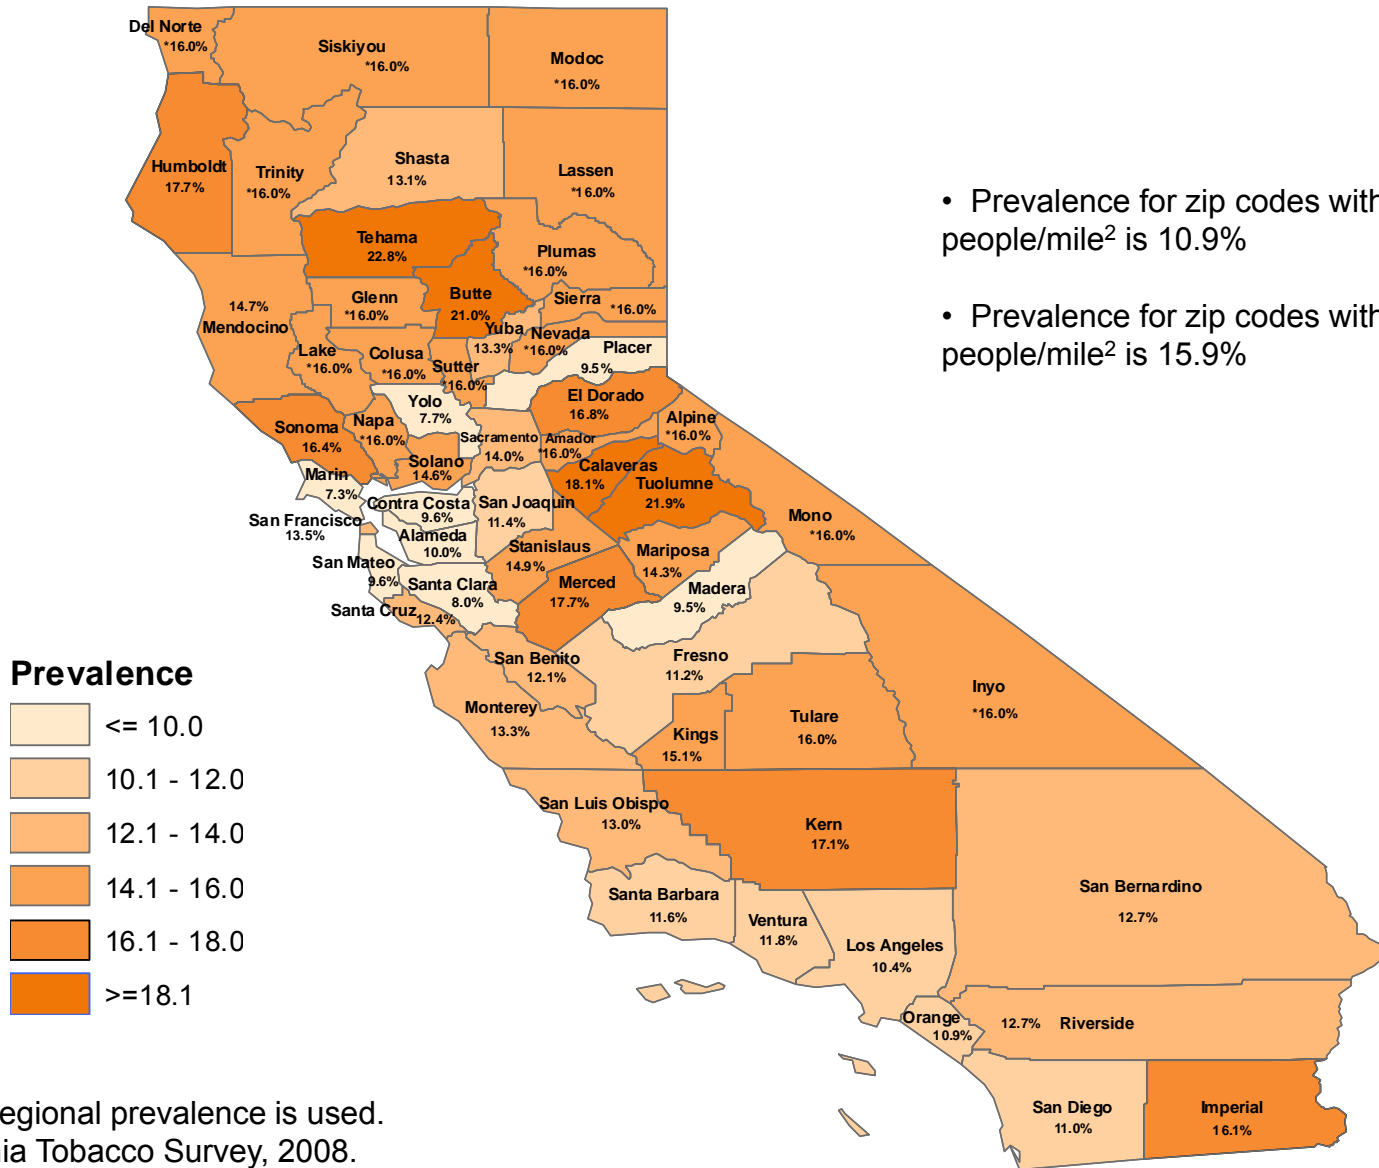 Del Norte
*16.0%
Siskiyou
*16.0%
Modoc
*16.0%
Humboldt
17.7%
Trinity
*16.0%
Shasta
13.1%
Lassen
*16.0%
• Prevalence for zip codes with
people/mile² is 10.9%
• Prevalence for zip codes with
people/mile² is 15.9%
Tehama
22.8%
Plumas
*16.0%
Glenn
*16.0%
Butte
21.0%
Sierra *16.0%
14.7%
Mendocino
Yuba
13.3%
Nevada
*16.0%
Placer
9.5%
Lake
*16.0%
Colusa
*16.0%
Sutter
*16.0%
Yolo
7.7%
El Dorado
16.8%
Alpine
*16.0%
Sonoma
16.4%
Napa
*16.0%
Sacramento
14.0%
Amador
*16.0%
Solano
14.6%
Calaveras
18.1%
Tuolumne
21.9%
Marin
7.3%
Contra Costa
9.6%
San Joaquin
11.4%
San Francisco
13.5%
Alameda
10.0%
Mono
*16.0%
Stanislaus
14.9%
Mariposa
14.3%
San Mateo
9.6%
Santa Clara
8.0%
Merced
17.7%
Madera
9.5%
Santa Cruz
12.4%
San Benito
12.1%
Fresno
11.2%
Inyo
*16.0%
Monterey
13.3%
Kings
15.1%
Tulare
16.0%
Prevalence
<= 10.0
10.1 - 12.0
12.1 - 14.0
14.1 - 16.0
16.1 - 18.0
>=18.1
San Luis Obispo
13.0%
Kern
17.1%
Santa Barbara
11.6%
Ventura
11.8%
Los Angeles
10.4%
San Bernardino
12.7%
Orange
10.9%
12.7% Riverside
San Diego
11.0%
Imperial
16.1%
egional prevalence is used.
ia Tobacco Survey, 2008.